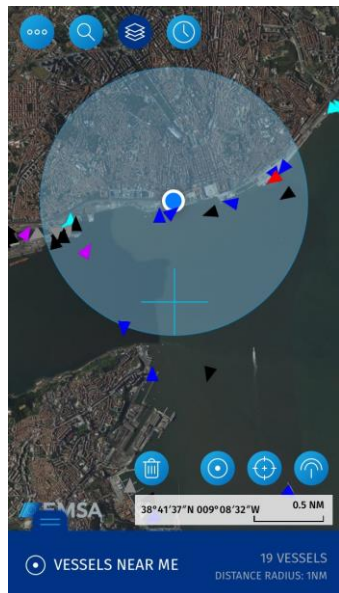 EMSA
38°41'37"N 009°08'32"W
0.5 NM
VESSELS NEAR ME
19 VESSELS
DISTANCE RADIUS: 1NM